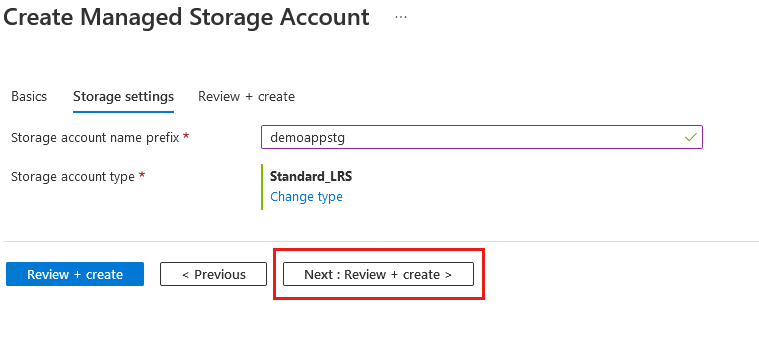 Create Managed Storage Account ...
Basics Storage settings Review + create
Storage account name prefix * demoappstg
Storage account type * Standard_LRS
Change type
Review + create < Previous Next : Review + create >